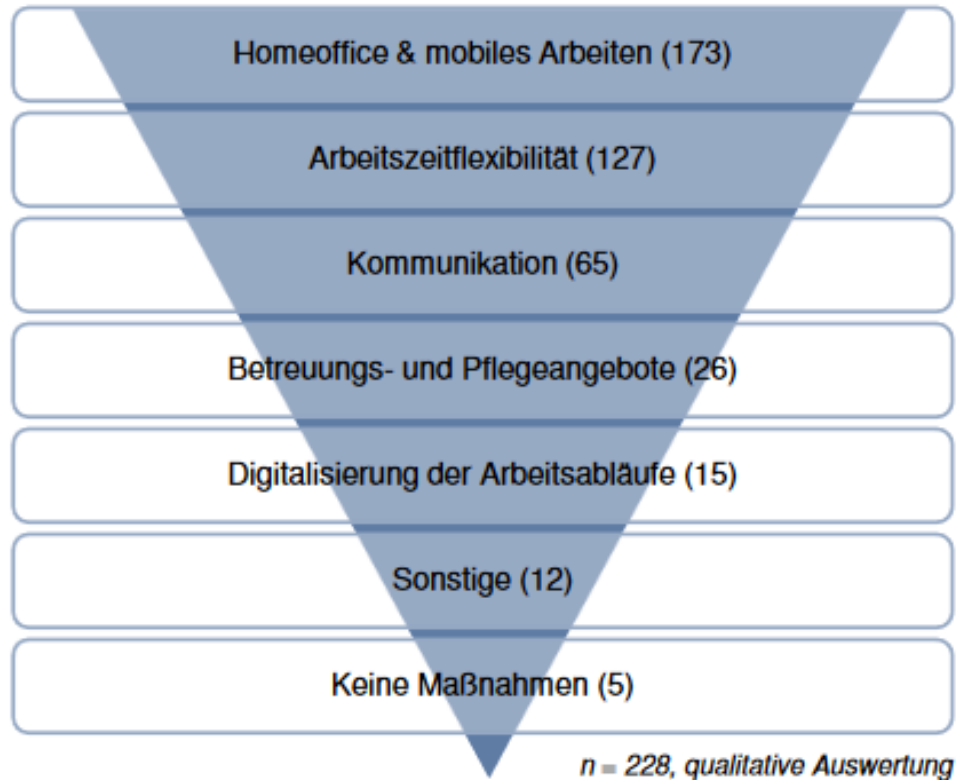 Homeoffice & mobiles Arbeiten (173)
Arbeitszeitflexibilität (127)
Kommunikation (65)
Betreuungs- und Pflegeangebote (26)
Digitalisierung der Arbeitsabläufe (15)
Sonstige (12)
Keine Maßnahmen (5)
n = 228, qualitative Auswertung